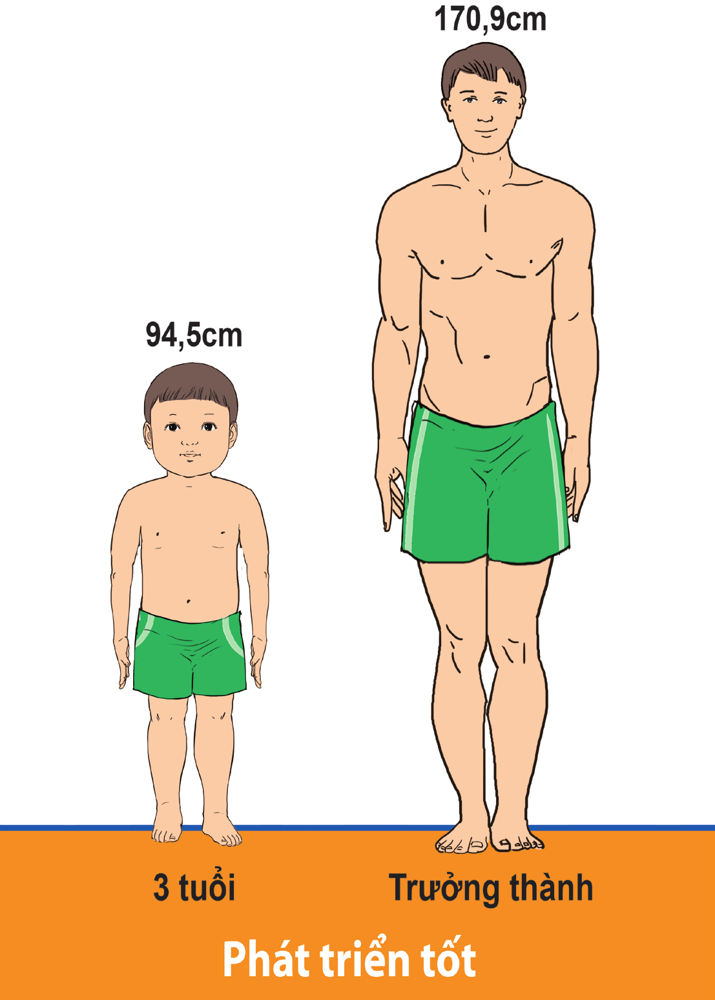 170,9cm
94,5cm
3 tuổi
Trưởng thành
Phát triển tốt